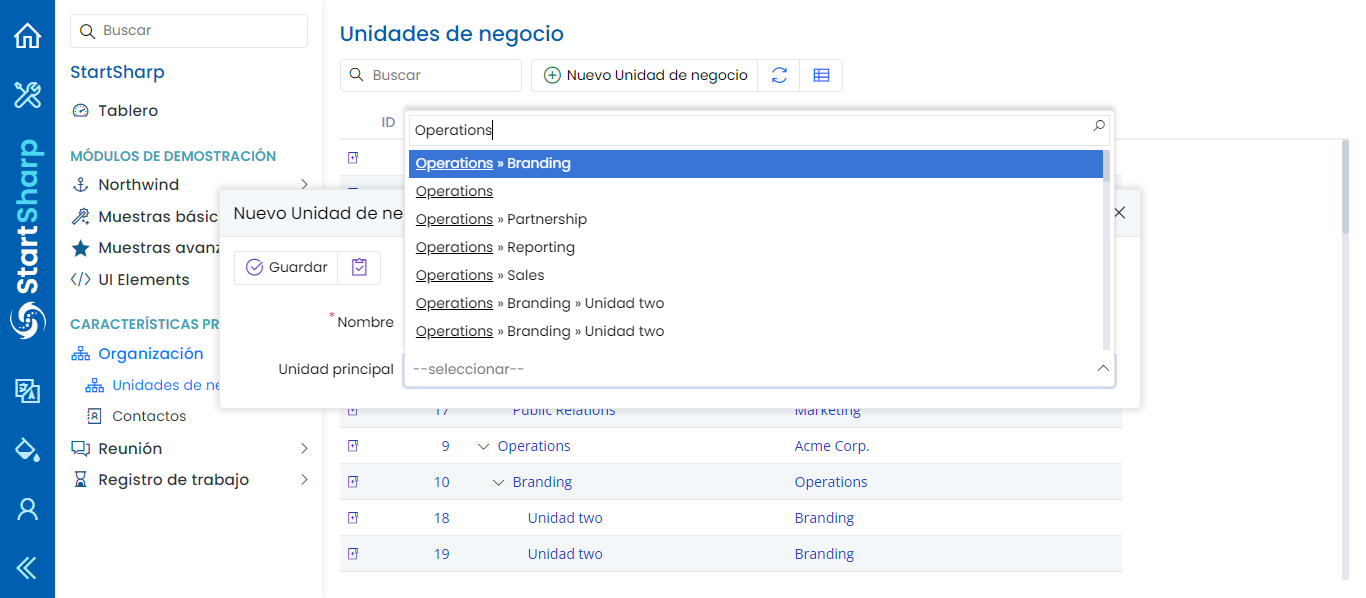 StartSharp
Buscar
StartSharp
Tablero
MÓDULOS DE DEMOSTRACIÓN
Northwind
Muestras básic
Muestras avanz
UI Elements
CARACTERÍSTICAS PR
Organización
Unidades de ne
Contactos
Reunión
Registro de trabajo
Unidades de negocio
Buscar
Nuevo Unidad de negocio
ID
Nuevo Unidad de ne
Guardar
*Nombre
Operations
Operations » Branding
Operations
Operations » Partnership
Operations » Reporting
Operations » Sales
Operations » Branding » Unidad two
Operations » Branding » Unidad two
Unidad principal --seleccionar--
17 Public Relations Marketing
9 Operations Acme Corp.
10 Branding Operations
18 Unidad two Branding
19 Unidad two Branding